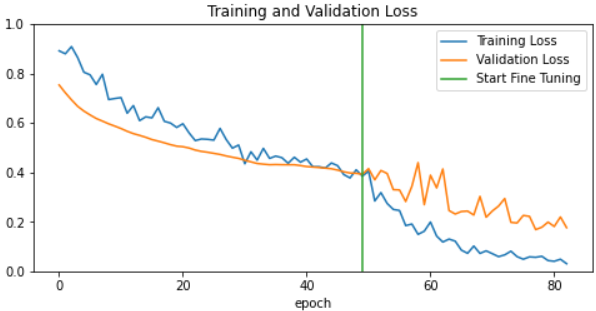 Training and Validation Loss
1.0
0.8
0.6
0.4
0.2
0.0
Training Loss
Validation Loss
Start Fine Tuning
0 20 40 60 80
epoch